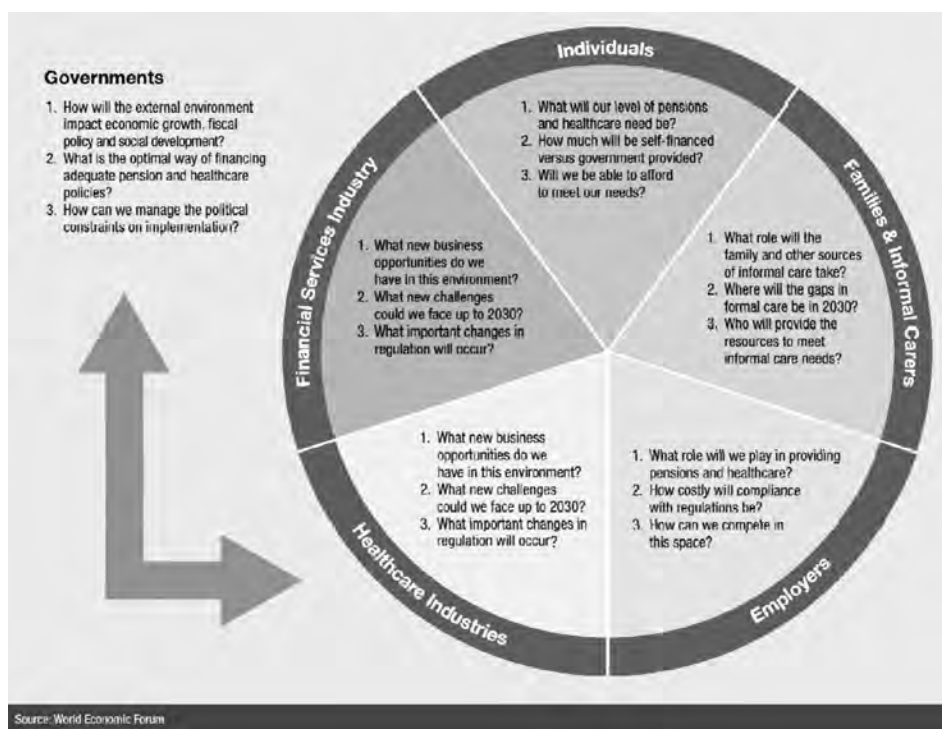 Governments
1. How will the external environment
impact economic growth, fiscal
policy and social development?
2. What is the optimal way of financing
adequate pension and healthcare
policies?
3. How can we manage the political
constraints on implementation?
Individuals
1. What will our level of pensions
and healthcare need be?
2. How much will be self-financed
versus government provided?
3. Will we be able to afford
to meet our needs?
Families & Informal Carers
1. What role will the
family and other sources
of informal care take?
2. Where will the gaps in
formal care be in 2030?
3. Who will provide the
resources to meet
informal care needs?
Employers
1. What role will we play in providing
pensions and healthcare?
2. How costly will compliance
with regulations be?
3. How can we compete in
this space?
Healthcare Industries
1. What new business
opportunities do we
have in this environment?
2. What new challenges
could we face up to 2030?
3. What important changes in
regulation will occur?
Financial Services Industry
1. What new business
opportunities do we
have in this environment?
2. What new challenges
could we face up to 2030?
3. What important changes in
regulation will occur?
Source: World Economic Forum